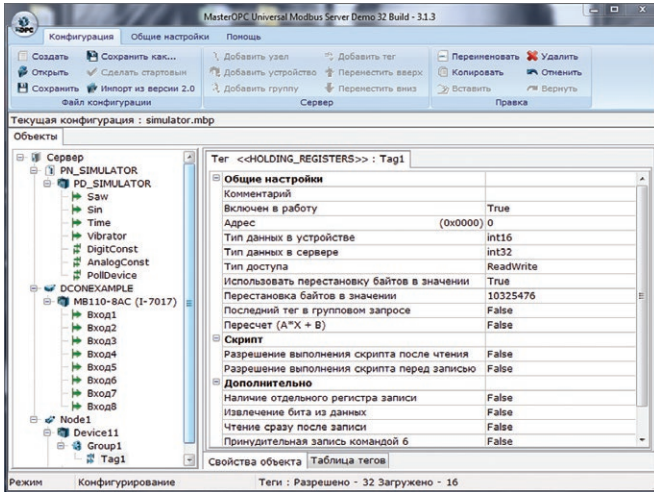 MasterOPC Universal Modbus Server Demo 32 Build - 3.1.3
OPC
Конфигурация Общие настройки Помощь
Создать Сохранить как... Добавить узел Добавить тег Переименовать Удалить
Открыть Сделать стартовым Добавить устройство Перенестить вверх Копировать Отменить
Сохранить Импорт из версии 2.0 Добавить группу Перенестить вниз Вставить Вернуть
Файл конфигурации Сервер Правка
Текущая конфигурация : simulator.mbp
Объекты
Сервер
PN_SIMULATOR
PD_SIMULATOR
Saw
Sin
Time
Vibrator
DigitConst
AnalogConst
PollDevice
DCONEXAMPLE
MB110-8AC (I-7017)
Вход1
Вход2
Вход3
Вход4
Вход5
Вход6
Вход7
Вход8
Node1
Device11
Group1
Tag1
Тег <<HOLDING_REGISTERS>> : Tag1
Общие настройки
Комментарий
Включен в работу True
Адрес (0x0000) 0
Тип данных в устройстве int16
Тип данных в сервере int32
Тип доступа ReadWrite
Использовать перестановку байтов в значении True
Перестановка байтов в значении 10325476
Последний тег в групповом запросе False
Пересчет (A*X + B) False
Скрипт
Разрешение выполнения скрипта после чтения False
Разрешение выполнения скрипта перед записью False
Дополнительно
Наличие отдельного регистра записи False
Извлечение бита из данных False
Чтение сразу после записи False
Принудительная запись командой 6 False
Свойства объекта Таблица тегов
Режим Конфигурирование Теги : Разрешено - 32 Загружено - 16